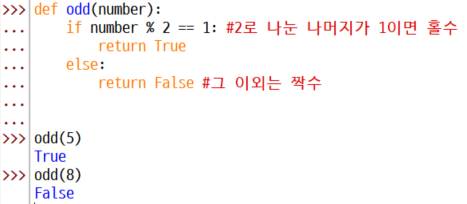 >>> def odd(number):
...     if number % 2 == 1: #2로 나눈 나머지가 1이면 홀수
...         return True
...     else:
...         return False #그 이외는 짝수
...
...
>>> odd(5)
True
>>> odd(8)
False